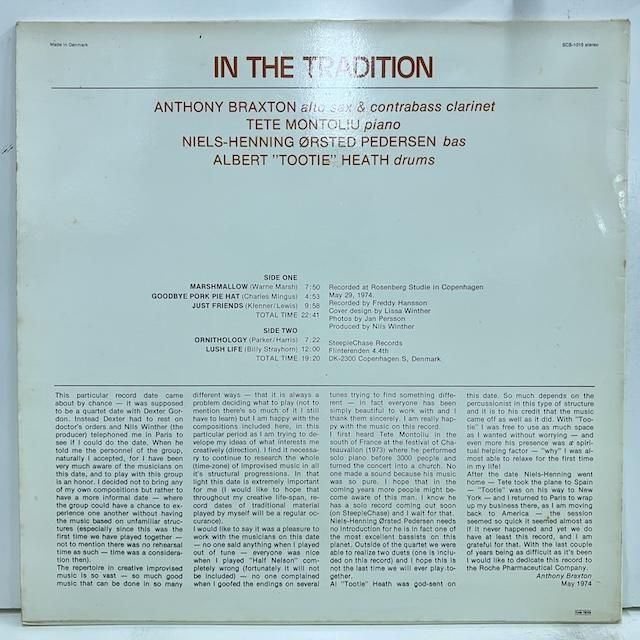 Made in Denmark
SCS-1015 stereo
IN THE TRADITION
ANTHONY BRAXTON alto sax & contrabass clarinet
TETE MONTOLIU piano
NIELS-HENNING ØRSTED PEDERSEN bas
ALBERT "TOOTIE" HEATH drums
SIDE ONE
MARSHMALLOW (Warne Marsh) 7:50
GOODBYE PORK PIE HAT (Charles Mingus) 4:53
JUST FRIENDS (Klenner/Lewis) 9:58
TOTAL TIME 22:41
SIDE TWO
ORNITHOLOGY (Parker/Harris) 7:22
LUSH LIFE (Billy Strayhorn) 12:00
TOTAL TIME 19:20
Recorded at Rosenberg Studie in Copenhagen
May 29, 1974.
Recorded by Freddy Hansson
Cover design by Lissa Winther
Photos by Jan Persson
Produced by Nils Winther
SteepleChase Records
Flinterenden 4.4th
DK-2300 Copenhagen S, Denmark
This particular record date came
about by chance — it was supposed
to be a quartet date with Dexter Gor-
don. Instead Dexter had to rest on
doctor's orders and Nils Winther (the
producer) telephoned me in Paris to
see if I could do the date. When he
told me the personnel of the group,
naturally I accepted, for I have been
very much aware of the musicians on
this date, and to play with this group
is an honor. I decided not to bring any
of my own compositions but rather to
have a more informal date — where
the group could have a chance to ex-
perience one another without having
the music based on unfamiliar struc-
tures (especially since this was the
first time we have played together —
not to mention there was no rehearsal
time as such — time was a considera-
tion then).
The repertoire in creative improvised
music is so vast — so much good
music that can be done in so many
different ways — that it is always a
problem deciding what to play (not to
mention there's so much of it I still
have to learn) but I am happy with the
compositions included here, in this
particular period as I am trying to de-
velope my ideas of what interests me
creatively (direction). I find it necessa-
ry to continue to research the whole
(time-zone) of improvised music in all
it's structural progressions. In that
light this date is extremely important
for me (I would like to hope that
throughout my creative life-span, re-
cord dates of traditional material
played by myself will be a regular oc-
curance).
I would like to say it was a pleasure to
work with the musicians on this date
— no one said anything when I played
out of tune — everyone was nice
when I played "Half Nelson" com-
pletely wrong (fortunately it will not
be included) — no one complained
when I goofed the endings on several
tunes trying to find something diffe-
rent — in fact everyone has been
simply beautiful to work with and I
thank them sincerely. I am really hap-
py with the music on this record.
I first heard Tete Montoliu in the
south of France at the festival of Cha-
teauvallon (1973) where he performed
solo piano before 3000 people and
turned the concert into a church. No
one made a sound because his music
was so pure. I hope that in the
coming years more people might be-
come aware of this man. I know he
has a solo record coming out soon
(on SteepleChase) and I wait for that.
Niels-Henning Ørsted Pedersen needs
no introduction for he is in fact one of
the most excellent bassists on this
planet. Outside of the quartet we were
able to realize two duets (one is inclu-
ded on this record) and I hope this is
not the last time we will ever play to-
gether.
Al "Tootie" Heath was god-sent on
this date. So much depends on the
percussionist in this type of structure
and it is to his credit that the music
came off as well as it did. With "Too-
tie" I was free to use as much space
as I wanted without worrying — and
even more his presence was a spiri-
tual helping factor — "why" I was al-
most able to relax for the first time
in my life!
After the date Niels-Henning went
home — Tete took the plane to Spain
— "Tootie" was on his way to New
York — and I returned to Paris to wrap
up my business there, as I am moving
back to America — the session
seemed so quick it seemed almost as
if it never happened and yet we do
have at least this record, and I am
grateful for that. With the last couple
of years being as difficult as it's been
I would like to dedicate this record to
the Roche Pharmaceutical Company.
Anthony Braxton
May 1974